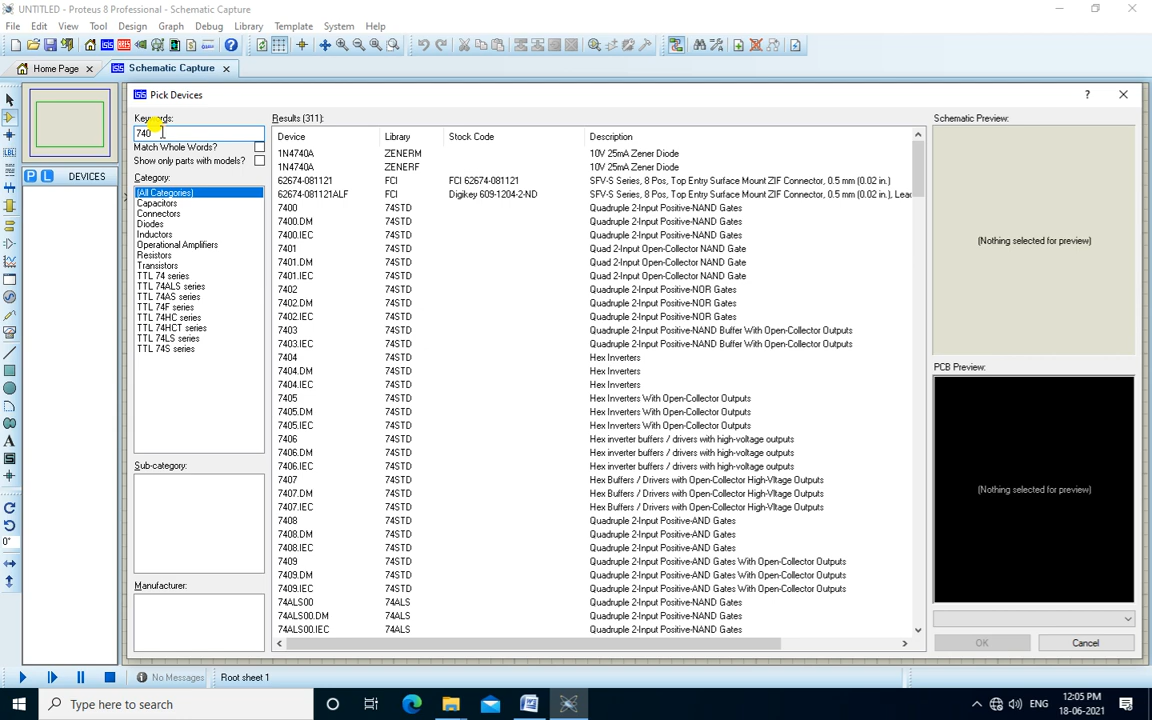 UNTITLED - Proteus 8 Professional - Schematic Capture
File Edit View Tool Design Graph Debug Library Template System Help
Home Page Schematic Capture
Pick Devices
Keywords: Results (311): Schematic Preview:
740
Match Whole Words?
Show only parts with models?
Category:
(All Categories)
Capacitors
Connectors
Diodes
Inductors
Operational Amplifiers
Resistors
Transistors
TTL 74 series
TTL 74ALS series
TTL 74AS series
TTL 74F series
TTL 74HC series
TTL 74HCT series
TTL 74LS series
TTL 74S series
Sub-category:
Manufacturer:
Device Library Stock Code Description
1N4740A ZENERM 10V 25mA Zener Diode
1N4740A ZENERF 10V 25mA Zener Diode
62674-081121 FCI FCI 62674-081121 SFV-S Series, 8 Pos, Top Entry Surface Mount ZIF Connector, 0.5 mm (0.02 in.)
62674-081121ALF FCI Digikey 609-1204-2-ND SFV-S Series, 8 Pos, Top Entry Surface Mount ZIF Connector, 0.5 mm (0.02 in.), Leac
7400 74STD Quadruple 2-Input Positive-NAND Gates
7400.DM 74STD Quadruple 2-Input Positive-NAND Gates
7400.IEC 74STD Quadruple 2-Input Positive-NAND Gates
7401 74STD Quad 2-Input Open-Collector NAND Gate
7401.DM 74STD Quad 2-Input Open-Collector NAND Gate
7401.IEC 74STD Quad 2-Input Open-Collector NAND Gate
7402 74STD Quadruple 2-Input Positive-NOR Gates
7402.DM 74STD Quadruple 2-Input Positive-NOR Gates
7402.IEC 74STD Quadruple 2-Input Positive-NOR Gates
7403 74STD Quadruple 2-Input Positive-NAND Buffer With Open-Collector Outputs
7403.IEC 74STD Quadruple 2-Input Positive-NAND Buffer With Open-Collector Outputs
7404 74STD Hex Inverters
7404.DM 74STD Hex Inverters
7404.IEC 74STD Hex Inverters
7405 74STD Hex Inverters With Open-Collector Outputs
7405.DM 74STD Hex Inverters With Open-Collector Outputs
7405.IEC 74STD Hex Inverters With Open-Collector Outputs
7406 74STD Hex inverter buffers / drivers with high-voltage outputs
7406.DM 74STD Hex inverter buffers / drivers with high-voltage outputs
7406.IEC 74STD Hex inverter buffers / drivers with high-voltage outputs
7407 74STD Hex Buffers / Drivers with Open-Collector High-Vltage Outputs
7407.DM 74STD Hex Buffers / Drivers with Open-Collector High-Vltage Outputs
7407.IEC 74STD Hex Buffers / Drivers with Open-Collector High-Vltage Outputs
7408 74STD Quadruple 2-Input Positive-AND Gates
7408.DM 74STD Quadruple 2-Input Positive-AND Gates
7408.IEC 74STD Quadruple 2-Input Positive-AND Gates
7409 74STD Quadruple 2-Input Positive-AND Gates With Open-Collector Outputs
7409.DM 74STD Quadruple 2-Input Positive-AND Gates With Open-Collector Outputs
7409.IEC 74STD Quadruple 2-Input Positive-AND Gates With Open-Collector Outputs
74ALS00 74ALS Quadruple 2-Input Positive-NAND Gates
74ALS00.DM 74ALS Quadruple 2-Input Positive-NAND Gates
74ALS00.IEC 74ALS Quadruple 2-Input Positive-NAND Gates
(Nothing selected for preview)
PCB Preview:
(Nothing selected for preview)
OK Cancel
P L DEVICES
LBL
A
0°
No Messages Root sheet 1
Type here to search
ENG 12:05 PM
18-06-2021